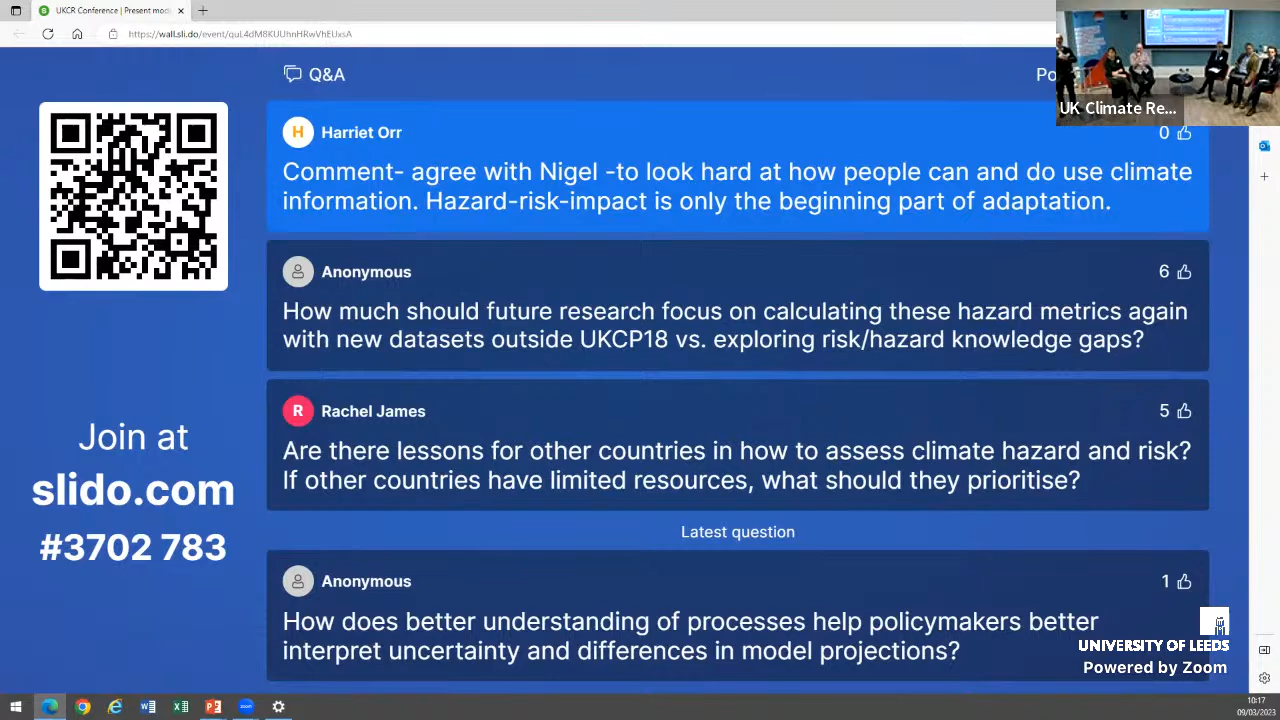 UKCR Conference | Present mod
https://wall.sli.do/event/quL4dM8KUUhnHRwVhEUxsA
Q&A
Po
UK Climate Re...
H
Harriet Orr
0
Comment- agree with Nigel -to look hard at how people can and do use climate
information. Hazard-risk-impact is only the beginning part of adaptation.
Anonymous
6
How much should future research focus on calculating these hazard metrics again
with new datasets outside UKCP18 vs. exploring risk/hazard knowledge gaps?
R
Rachel James
5
Are there lessons for other countries in how to assess climate hazard and risk?
If other countries have limited resources, what should they prioritise?
Join at
slido.com
#3702 783
Latest question
Anonymous
1
How does better understanding of processes help policymakers better
interpret uncertainty and differences in model projections?
UNIVERSITY OF LEEDS
Powered by Zoom
10:17
09/03/2023